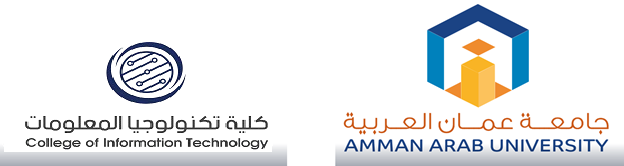 كلية تكنولوجيا المعلومات
College of Information Technology
جامعة عمان العربية
AMMAN ARAB UNIVERSITY